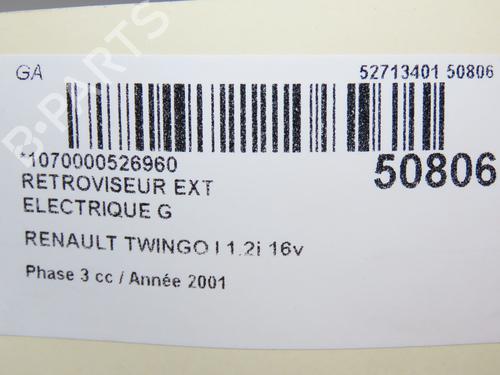 GA
52713401 50806
B-PARTS
*1070000526960
50806
RETROVISEUR EXT
ELECTRIQUE G
RENAULT TWINGO I 1.2i 16v
Phase 3 cc / Année 2001